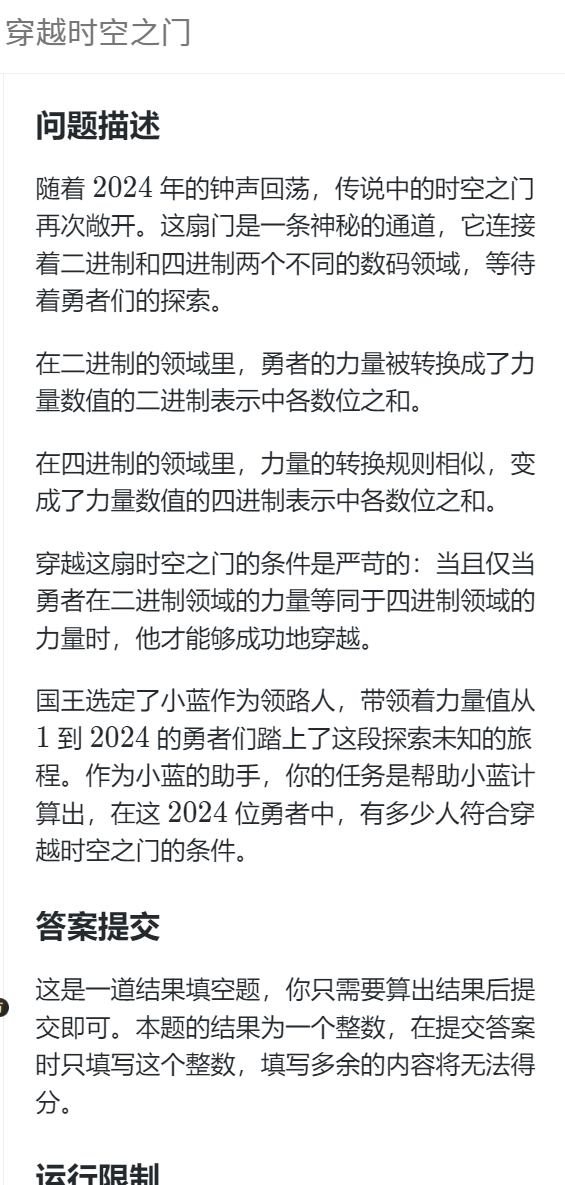 穿越时空之门
问题描述
随着 2024 年的钟声回荡，传说中的时空之门
再次敞开。这扇门是一条神秘的通道，它连接
着二进制和四进制两个不同的数码领域，等待
着勇者们的探索。
在二进制的领域里，勇者的力量被转换成了力
量数值的二进制表示中各数位之和。
在四进制的领域里，力量的转换规则相似，变
成了力量数值的四进制表示中各数位之和。
穿越这扇时空之门的条件是严苛的：当且仅当
勇者在二进制领域的力量等同于四进制领域的
力量时，他才能够成功地穿越。
国王选定了小蓝作为领路人，带领着力量值从
1 到 2024 的勇者们踏上了这段探索未知的旅
程。作为小蓝的助手，你的任务是帮助小蓝计
算出，在这 2024 位勇者中，有多少人符合穿
越时空之门的条件。
答案提交
这是一道结果填空题，你只需要算出结果后提
交即可。本题的结果为一个整数，在提交答案
时只填写这个整数，填写多余的内容将无法得
分。
运行限制